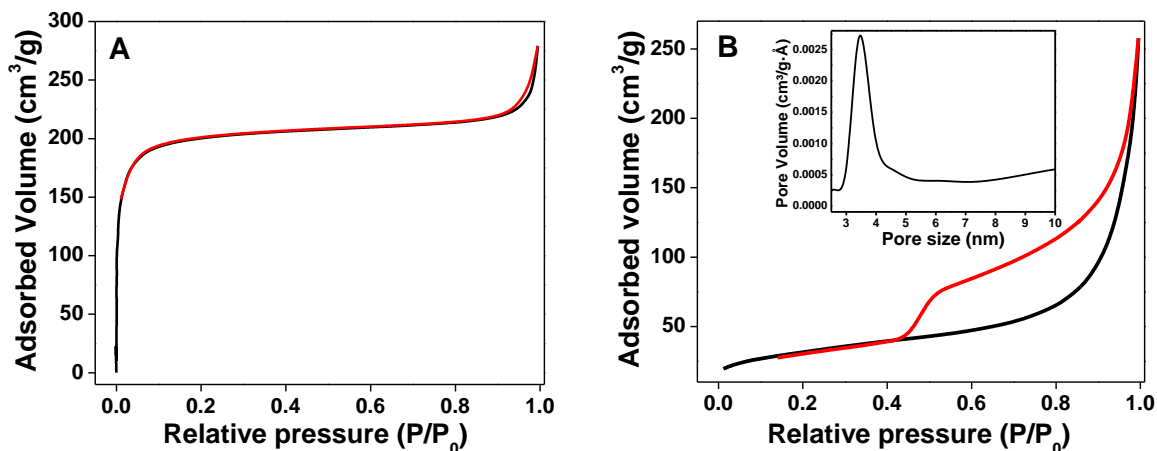 A
Adsorbed Volume (cm³/g)
300
250
200
150
100
50
0
0.0 0.2 0.4 0.6 0.8 1.0
Relative pressure (P/P₀)
B
Adsorbed volume (cm³/g)
250
200
150
100
50
0.0 0.2 0.4 0.6 0.8 1.0
Relative pressure (P/P₀)
Pore Volume (cm³/g·Å)
0.0025
0.0020
0.0015
0.0010
0.0005
0.0000
3 4 5 6 7 8 9 10
Pore size (nm)